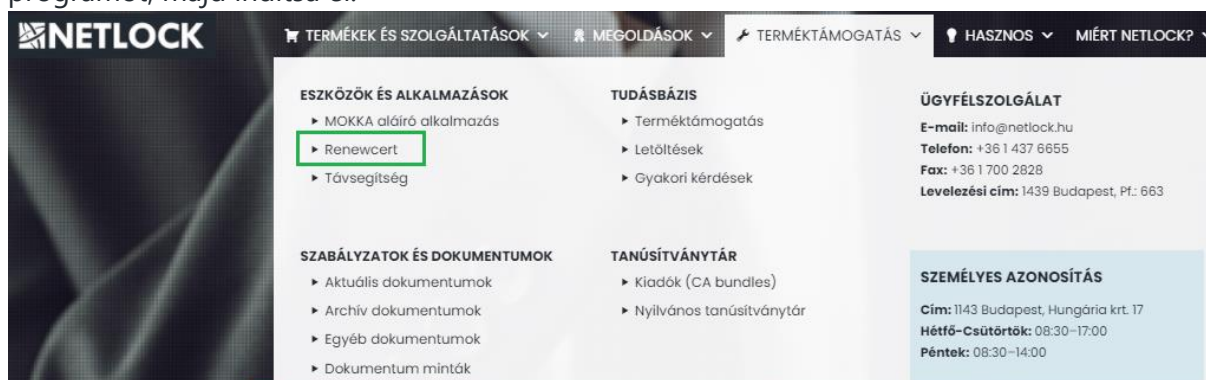 NETLOCK
TERMÉKEK ÉS SZOLGÁLTATÁSOK
MEGOLDÁSOK
TERMÉKTÁMOGATÁS
HASZNOS
MIÉRT NETLOCK?
ESZKÖZÖK ÉS ALKALMAZÁSOK
MOKKA aláíró alkalmazás
Renewcert
Távsegítség
TUDÁSBÁZIS
Terméktámogatás
Letöltések
Gyakori kérdések
ÜGYFÉLSZOLGÁLAT
E-mail: info@netlock.hu
Telefon: +36 1 437 6655
Fax: +36 1 700 2828
Levelezési cím: 1439 Budapest, Pf.: 663
SZABÁLYZATOK ÉS DOKUMENTUMOK
Aktuális dokumentumok
Archív dokumentumok
Egyéb dokumentumok
Dokumentum minták
TANÚSÍTVÁNYTÁR
Kiadók (CA bundles)
Nyilvános tanúsítványtár
SZEMÉLYES AZONOSÍTÁS
Cím: 1143 Budapest, Hungária krt. 17
Hétfő-Csütörtök: 08:30–17:00
Péntek: 08:30–14:00